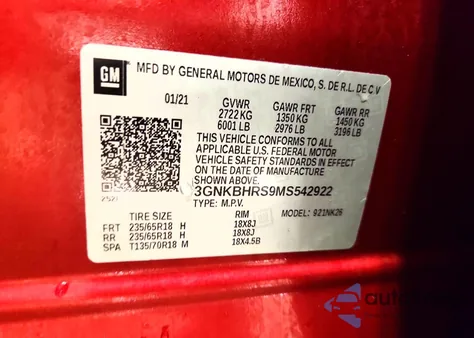 GM
MFD BY GENERAL MOTORS DE MEXICO, S. DE R.L. DE C V
01/21 GVWR GAWR FRT GAWR RR
2722 KG 1350 KG 1450 KG
6001 LB 2976 LB 3196 LB
THIS VEHICLE CONFORMS TO ALL
APPLICABLE U.S. FEDERAL MOTOR
VEHICLE SAFETY STANDARDS IN EFFECT
ON THE DATE OF MANUFACTURE
SHOWN ABOVE.
3GNKBHRS9MS542922
TYPE: M.P.V. MODEL: 921NK26
TIRE SIZE RIM
FRT 235/65R18 H 18X8J
RR 235/65R18 H 18X8J
SPA T135/70R18 M 18X4.5B